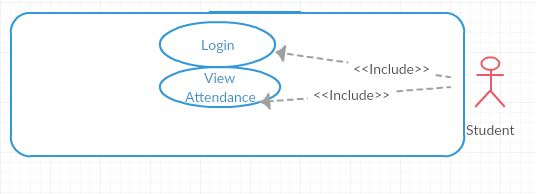 Login
<<Include>>
View
Attendance
<<Include>>
Student